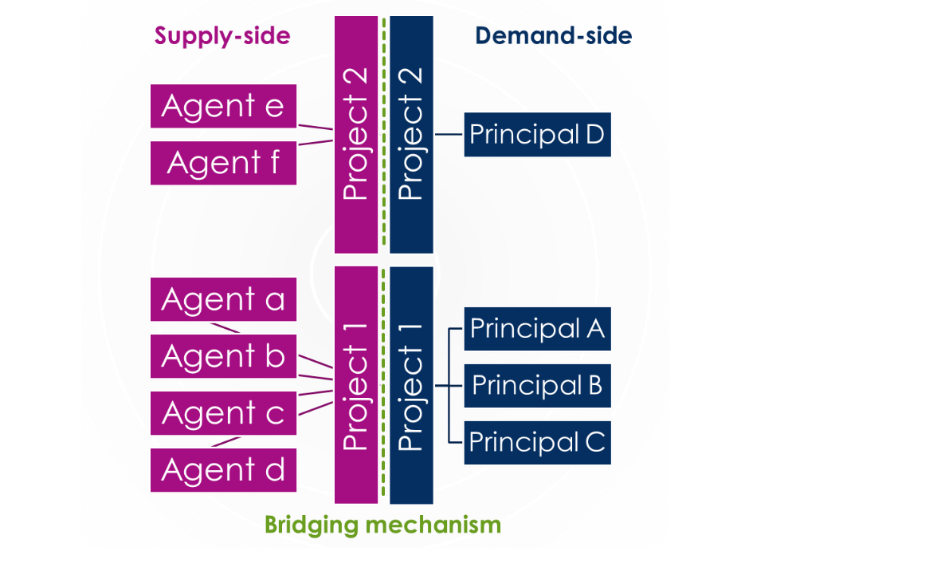 Supply-side
Demand-side
Project 2
Project 2
Agent e
Agent f
Principal D
Project 1
Project 1
Agent a
Agent b
Agent c
Agent d
Principal A
Principal B
Principal C
Bridging mechanism